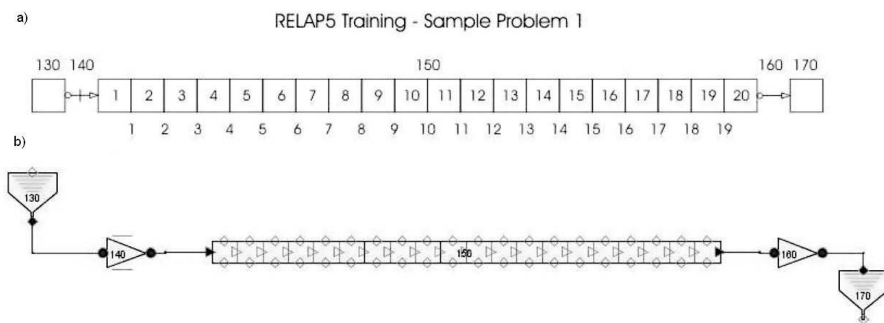 a)
RELAP5 Training - Sample Problem 1
130 140 150 160 170
1 2 3 4 5 6 7 8 9 10 11 12 13 14 15 16 17 18 19 20
1 2 3 4 5 6 7 8 9 10 11 12 13 14 15 16 17 18 19
b)
130
140 150 160
170